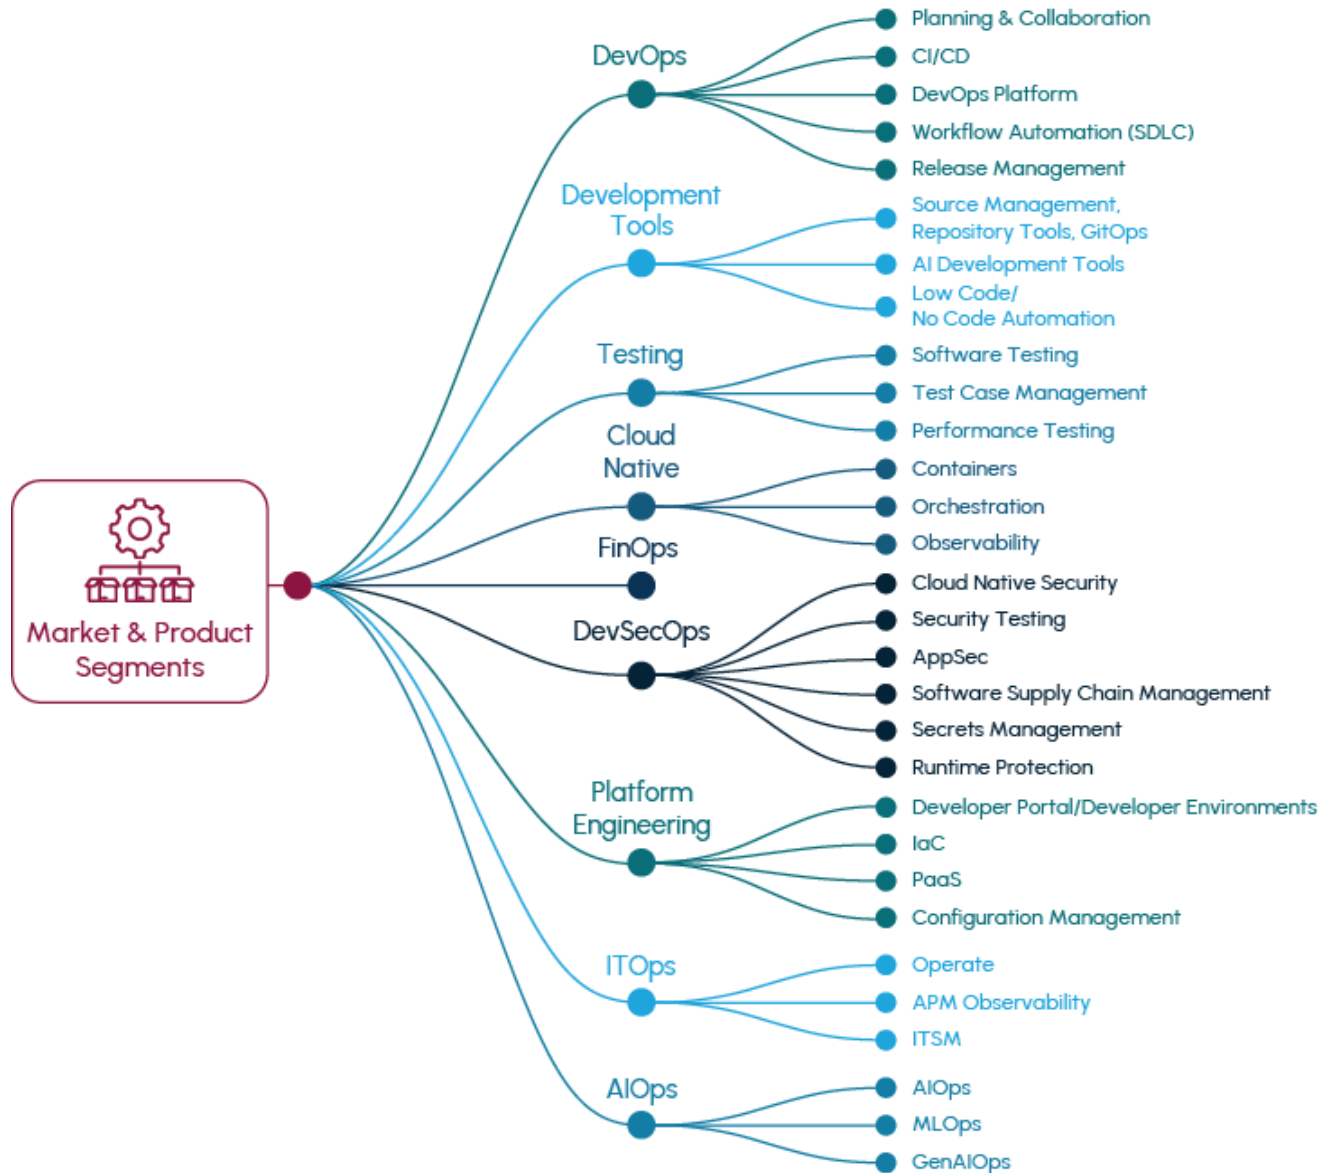 Market & Product
Segments
DevOps
Planning & Collaboration
CI/CD
DevOps Platform
Workflow Automation (SDLC)
Release Management
Development
Tools
Source Management,
Repository Tools, GitOps
AI Development Tools
Low Code/
No Code Automation
Testing
Software Testing
Test Case Management
Performance Testing
Cloud
Native
Containers
Orchestration
Observability
FinOps
DevSecOps
Cloud Native Security
Security Testing
AppSec
Software Supply Chain Management
Secrets Management
Runtime Protection
Platform
Engineering
Developer Portal/Developer Environments
IaC
PaaS
Configuration Management
ITOps
Operate
APM Observability
ITSM
AIOps
AIOps
MLOps
GenAIOps